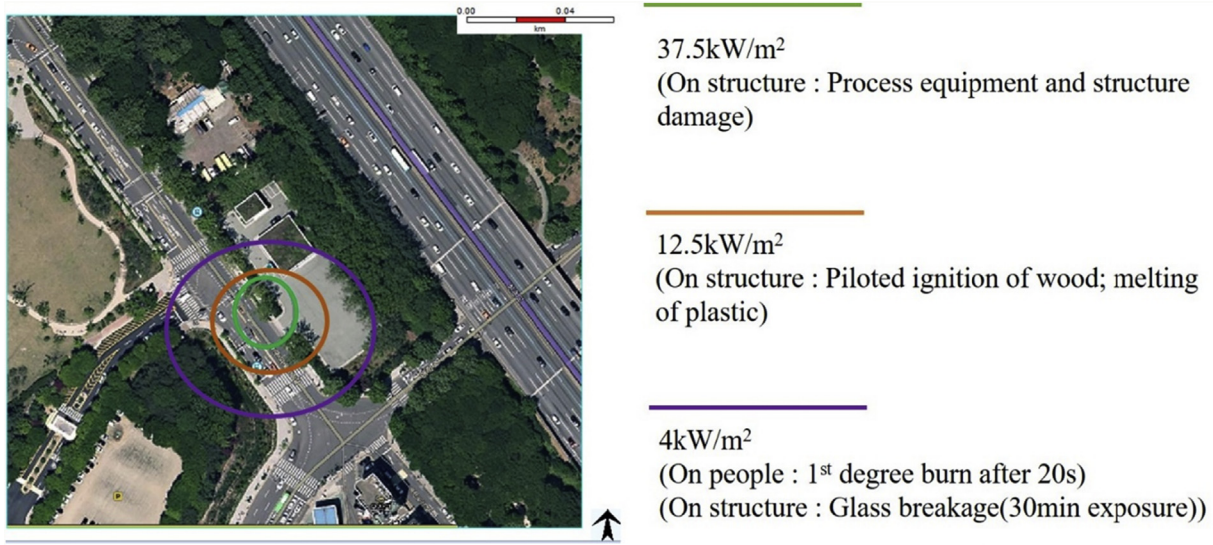 0.00 0.04
km
37.5kW/m²
(On structure : Process equipment and structure
damage)
12.5kW/m²
(On structure : Piloted ignition of wood; melting
of plastic)
4kW/m²
(On people : 1ˢᵗ degree burn after 20s)
(On structure : Glass breakage(30min exposure))
P